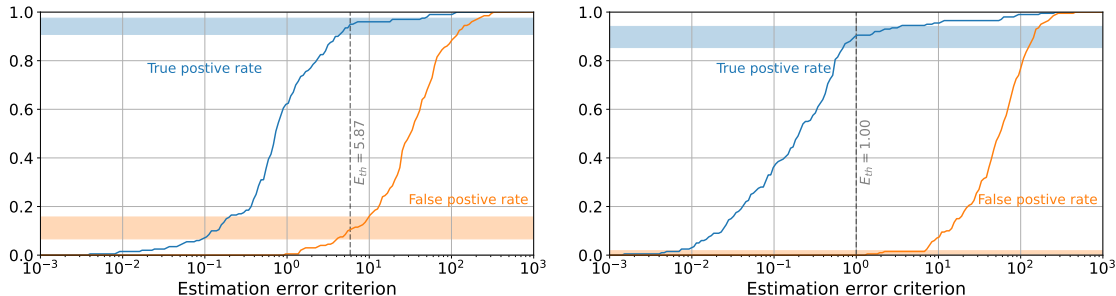 1.0
0.8
0.6
0.4
0.2
0.0
True postive rate
False postive rate
E_th = 5.87
10^-3 10^-2 10^-1 10^0 10^1 10^2 10^3
Estimation error criterion
1.0
0.8
0.6
0.4
0.2
0.0
True postive rate
False postive rate
E_th = 1.00
10^-3 10^-2 10^-1 10^0 10^1 10^2 10^3
Estimation error criterion